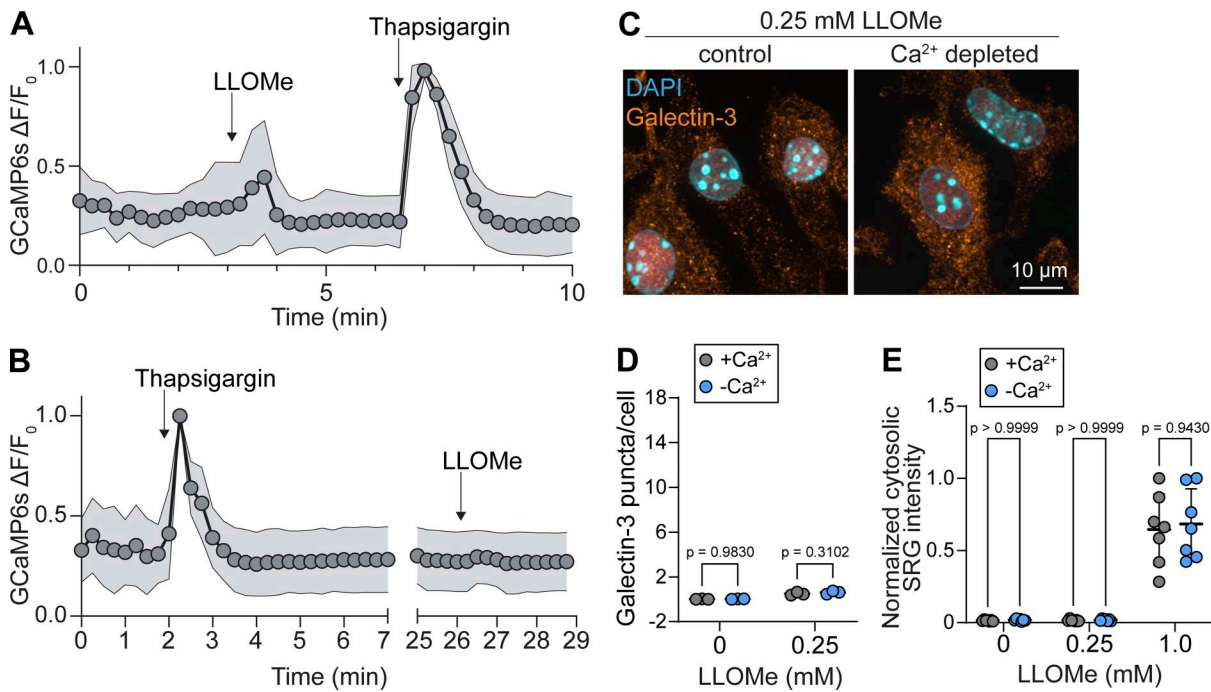 A
GCaMP6s ΔF/F₀
1.0
0.5
0.0
LLOMe
Thapsigargin
0
5
10
Time (min)
B
GCaMP6s ΔF/F₀
1.0
0.5
0.0
Thapsigargin
LLOMe
0 1 2 3 4 5 6 7 25 26 27 28 29
Time (min)
C
0.25 mM LLOMe
control
Ca²⁺ depleted
DAPI
Galectin-3
10 µm
D
+Ca²⁺
-Ca²⁺
Galectin-3 puncta/cell
18
14
10
6
2
-2
p = 0.9830
p = 0.3102
0
0.25
LLOMe (mM)
E
+Ca²⁺
-Ca²⁺
Normalized cytosolic
SRG intensity
1.5
1.0
0.5
0
p > 0.9999
p > 0.9999
p = 0.9430
0
0.25
1.0
LLOMe (mM)